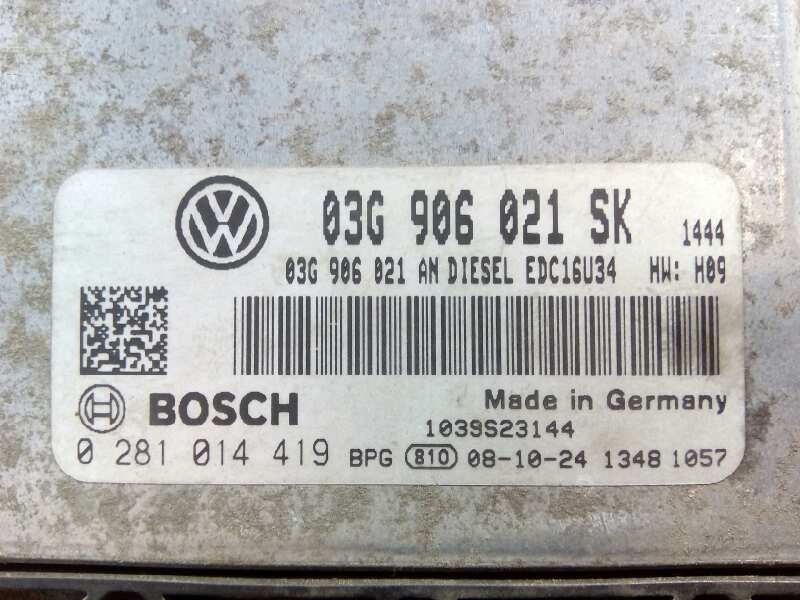 03G 906 021 SK 1444
03G 906 021 AN DIESEL EDC16U34 HW: H09
BOSCH Made in Germany
1039S23144
0 281 014 419 BPG 810 08-10-24 1348 1057